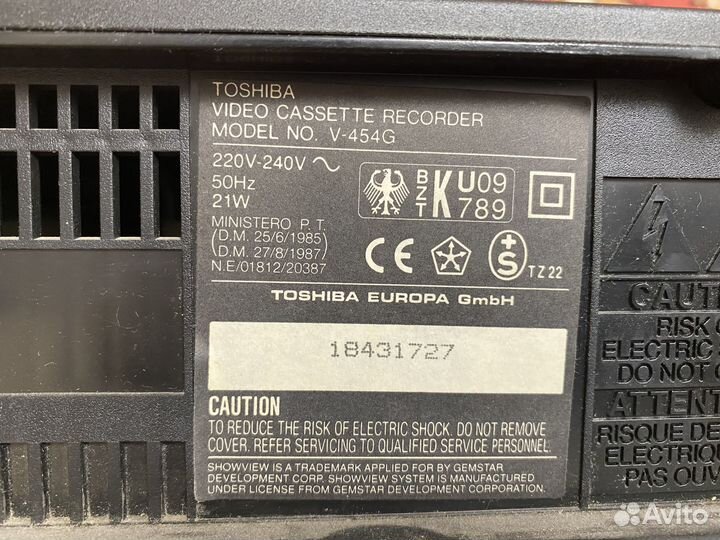 TOSHIBA
VIDEO CASSETTE RECORDER
MODEL NO. V-454G
220V-240V ~
50Hz
21W
BZT K U09 789
MINISTERO P. T.
(D.M. 25/6/1985)
(D.M. 27/8/1987)
N.E/01812/20387
CE
+S TZ 22
TOSHIBA EUROPA GmbH
18431727
CAUTION
TO REDUCE THE RISK OF ELECTRIC SHOCK. DO NOT REMOVE
COVER. REFER SERVICING TO QUALIFIED SERVICE PERSONNEL.
SHOWVIEW IS A TRADEMARK APPLIED FOR BY GEMSTAR
DEVELOPMENT CORP. SHOWVIEW SYSTEM IS MANUFACTURED
UNDER LICENSE FROM GEMSTAR DEVELOPMENT CORPORATION.
CAUT
RISK
ELECTRIC
DO NOT
ATTENT
RISQUE DE
ELECTRI
PAS OUV
Avito